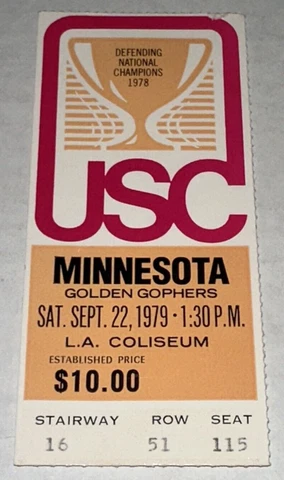 DEFENDING
NATIONAL
CHAMPIONS
1978
USC
MINNESOTA
GOLDEN GOPHERS
SAT. SEPT. 22, 1979 • 1:30 P.M.
L.A. COLISEUM
ESTABLISHED PRICE
$10.00
STAIRWAY ROW SEAT
16 51 115